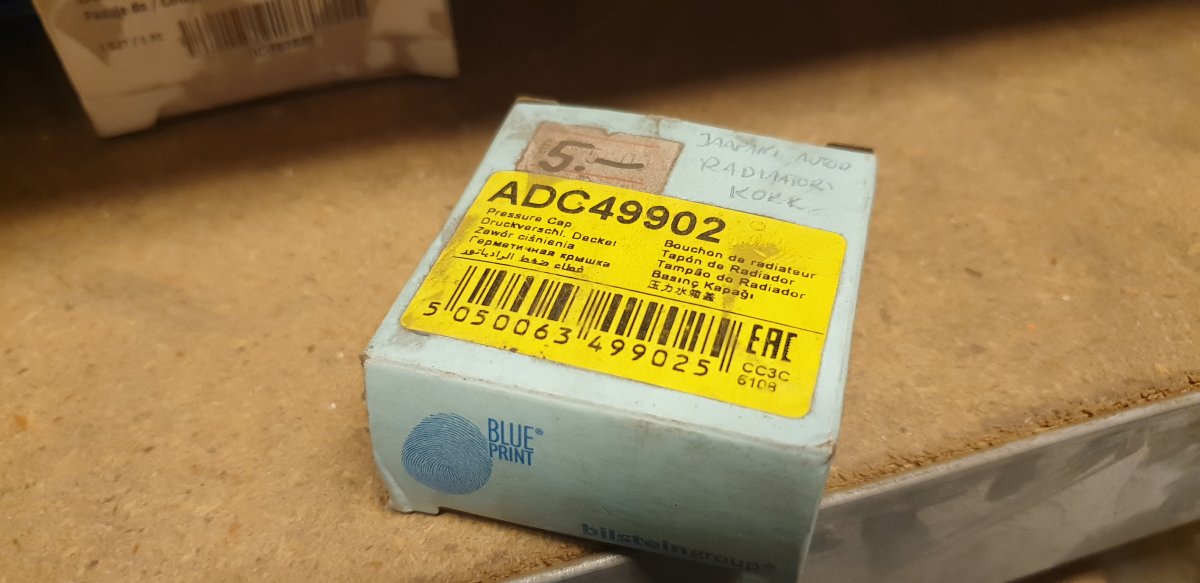 5.—
JAAPANI AUTOD
RADIAATORI
KORK
ADC49902
Pressure Cap
Druckverschl. Deckel
Zawór ciśnienia
Герметичная крышка
غطاء ضغط الرادياتور
Bouchon de radiateur
Tapón de Radiador
Tampão do Radiador
Basınç Kapağı
压力水箱盖
5 050063 499025
EAC
CC3C
6108
BLUE®
PRINT
bilsteingroup®